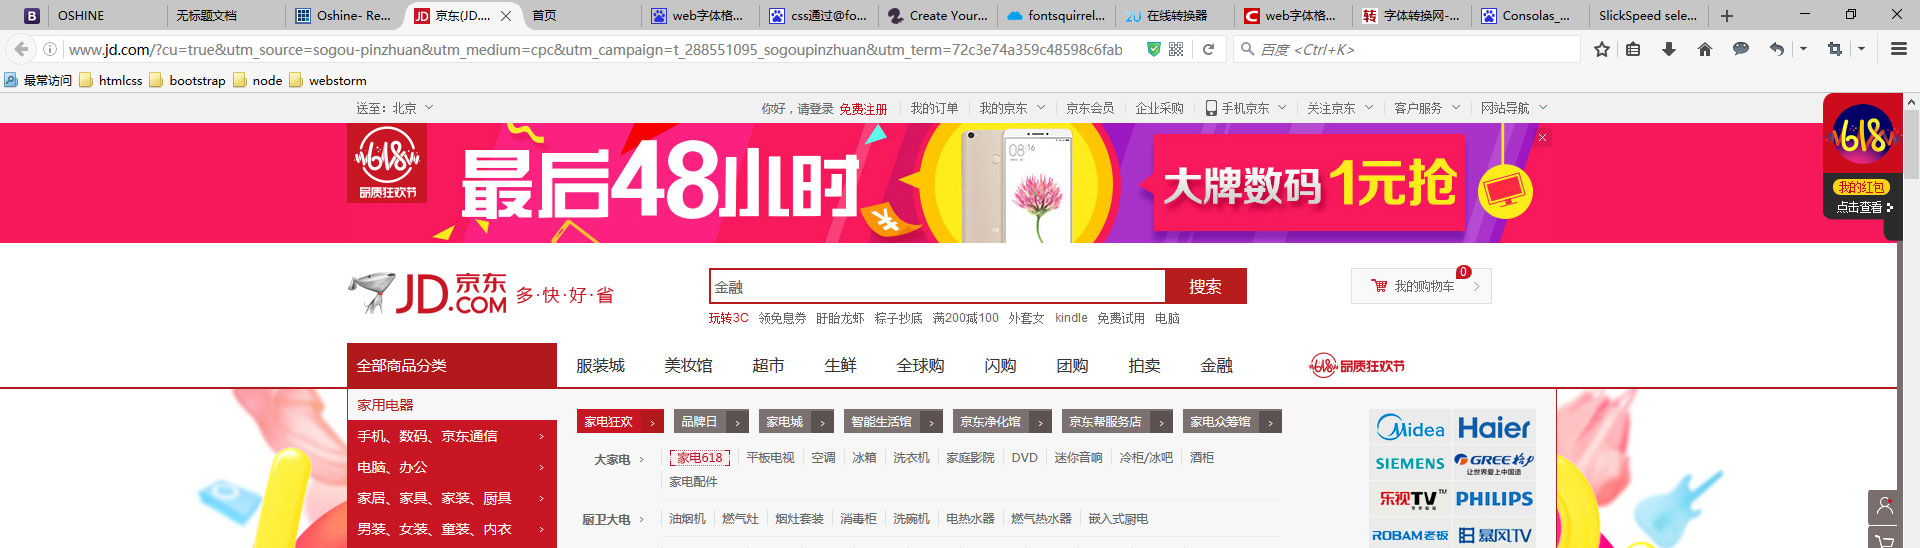 OSHINE 无标题文档 Oshine- Re... 京东(JD.... 首页 web字体格... css通过@fo... Create Your... fontsquirrel... 在线转换器 web字体格... 字体转换网-... Consolas_... SlickSpeed sele...
www.jd.com/?cu=true&utm_source=sogou-pinzhuan&utm_medium=cpc&utm_campaign=t_288551095_sogoupinzhuan&utm_term=72c3e74a359c48598c6fab 百度 <Ctrl+K>
最常访问 htmlcss bootstrap node webstorm
送至：北京 你好，请登录 免费注册 我的订单 我的京东 京东会员 企业采购 手机京东 关注京东 客户服务 网站导航
618
品质狂欢节
最后48小时
08:16
大牌数码 1元抢
618
我的红包
点击查看
JD 京东
.COM
多·快·好·省
金融 搜索
0
我的购物车
玩转3C 领免息券 盱眙龙虾 粽子抄底 满200减100 外套女 kindle 免费试用 电脑
全部商品分类 服装城 美妆馆 超市 生鲜 全球购 闪购 团购 拍卖 金融 618 品质狂欢节
家用电器
手机、数码、京东通信
电脑、办公
家居、家具、家装、厨具
男装、女装、童装、内衣
家电狂欢 品牌日 家电城 智能生活馆 京东净化馆 京东帮服务店 家电众筹馆
大家电 家电618 平板电视 空调 冰箱 洗衣机 家庭影院 DVD 迷你音响 冷柜/冰吧 酒柜
家电配件
厨卫大电 油烟机 燃气灶 烟灶套装 消毒柜 洗碗机 电热水器 燃气热水器 嵌入式厨电
Midea Haier
SIEMENS GREE格力
让世界爱上中国造
乐视TV™ PHILIPS
ROBAM老板 暴风TV